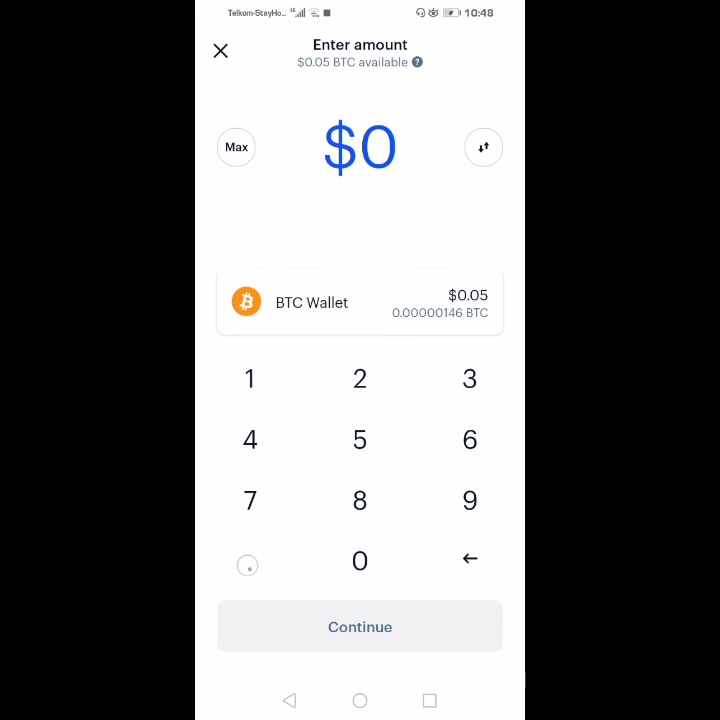 Telkom-StayHo... 10:48
Enter amount
$0.05 BTC available ?
Max $0
BTC Wallet $0.05
0.00000146 BTC
1 2 3
4 5 6
7 8 9
. 0
Continue